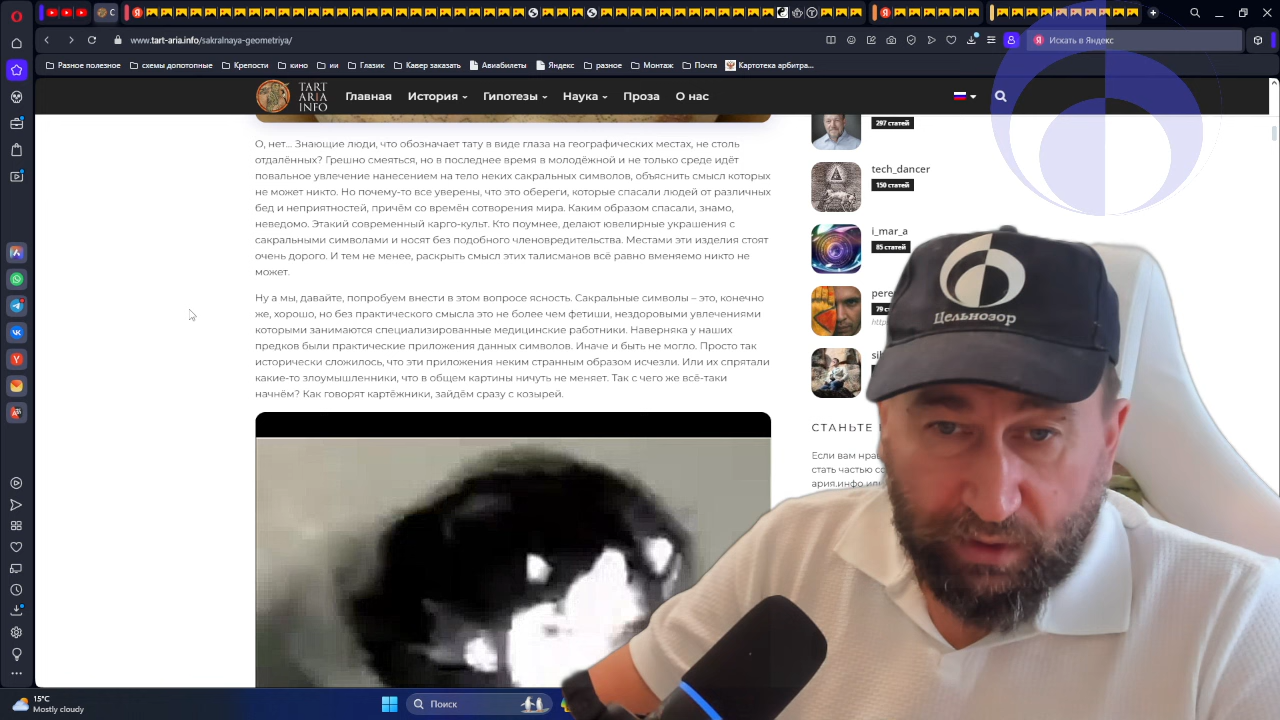 www.tart-aria.info/sakralnaya-geometriya/
Искать в Яндекс
Разное полезное
схемы допотопные
Крепости
кино
ии
Глазик
Кавер заказать
Авиабилеты
Яндекс
разное
Монтаж
Почта
Картотека арбитра...
TART
ARIA
INFO
Главная
История
Гипотезы
Наука
Проза
О нас
О, нет... Знающие люди, что обозначает тату в виде глаза на географических местах, не столь
отдалённых? Грешно смеяться, но в последнее время в молодёжной и не только среде идёт
повальное увлечение нанесением на тело неких сакральных символов, объяснить смысл которых
не может никто. Но почему-то все уверены, что это обереги, которые спасали людей от различных
бед и неприятностей, причём со времён сотворения мира. Каким образом спасали, знамо,
неведомо. Этакий современный карго-культ. Кто поумнее, делают ювелирные украшения с
сакральными символами и носят без подобного членовредительства. Местами эти изделия стоят
очень дорого. И тем не менее, раскрыть смысл этих талисманов всё равно вменяемо никто не
может.
Ну а мы, давайте, попробуем внести в этом вопросе ясность. Сакральные символы – это, конечно
же, хорошо, но без практического смысла это не более чем фетиши, нездоровыми увлечениями
которыми занимаются специализированные медицинские работники. Наверняка у наших
предков были практические приложения данных символов. Иначе и быть не могло. Просто так
исторически сложилось, что эти приложения неким странным образом исчезли. Или их спрятали
какие-то злоумышленники, что в общем картины ничуть не меняет. Так с чего же всё-таки
начнём? Как говорят картёжники, зайдём сразу с козырей.
297 статей
tech_dancer
150 статей
i_mar_a
85 статей
pere
79 с
http
sil
СТАНЬТЕ
Если вам нрав
стать частью со
ария.инфо или
Цельнозор
15°C
Mostly cloudy
Поиск